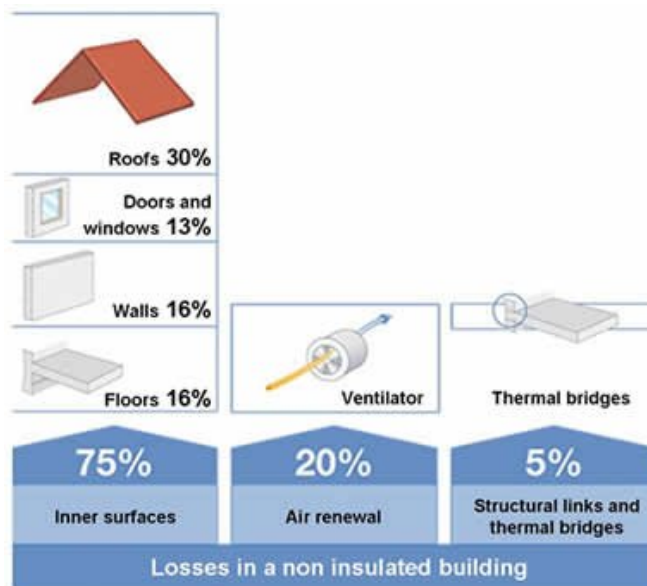 Roofs 30%
Doors and
windows 13%
Walls 16%
Floors 16%
Ventilator
Thermal bridges
75%
20%
5%
Inner surfaces
Air renewal
Structural links and
thermal bridges
Losses in a non insulated building